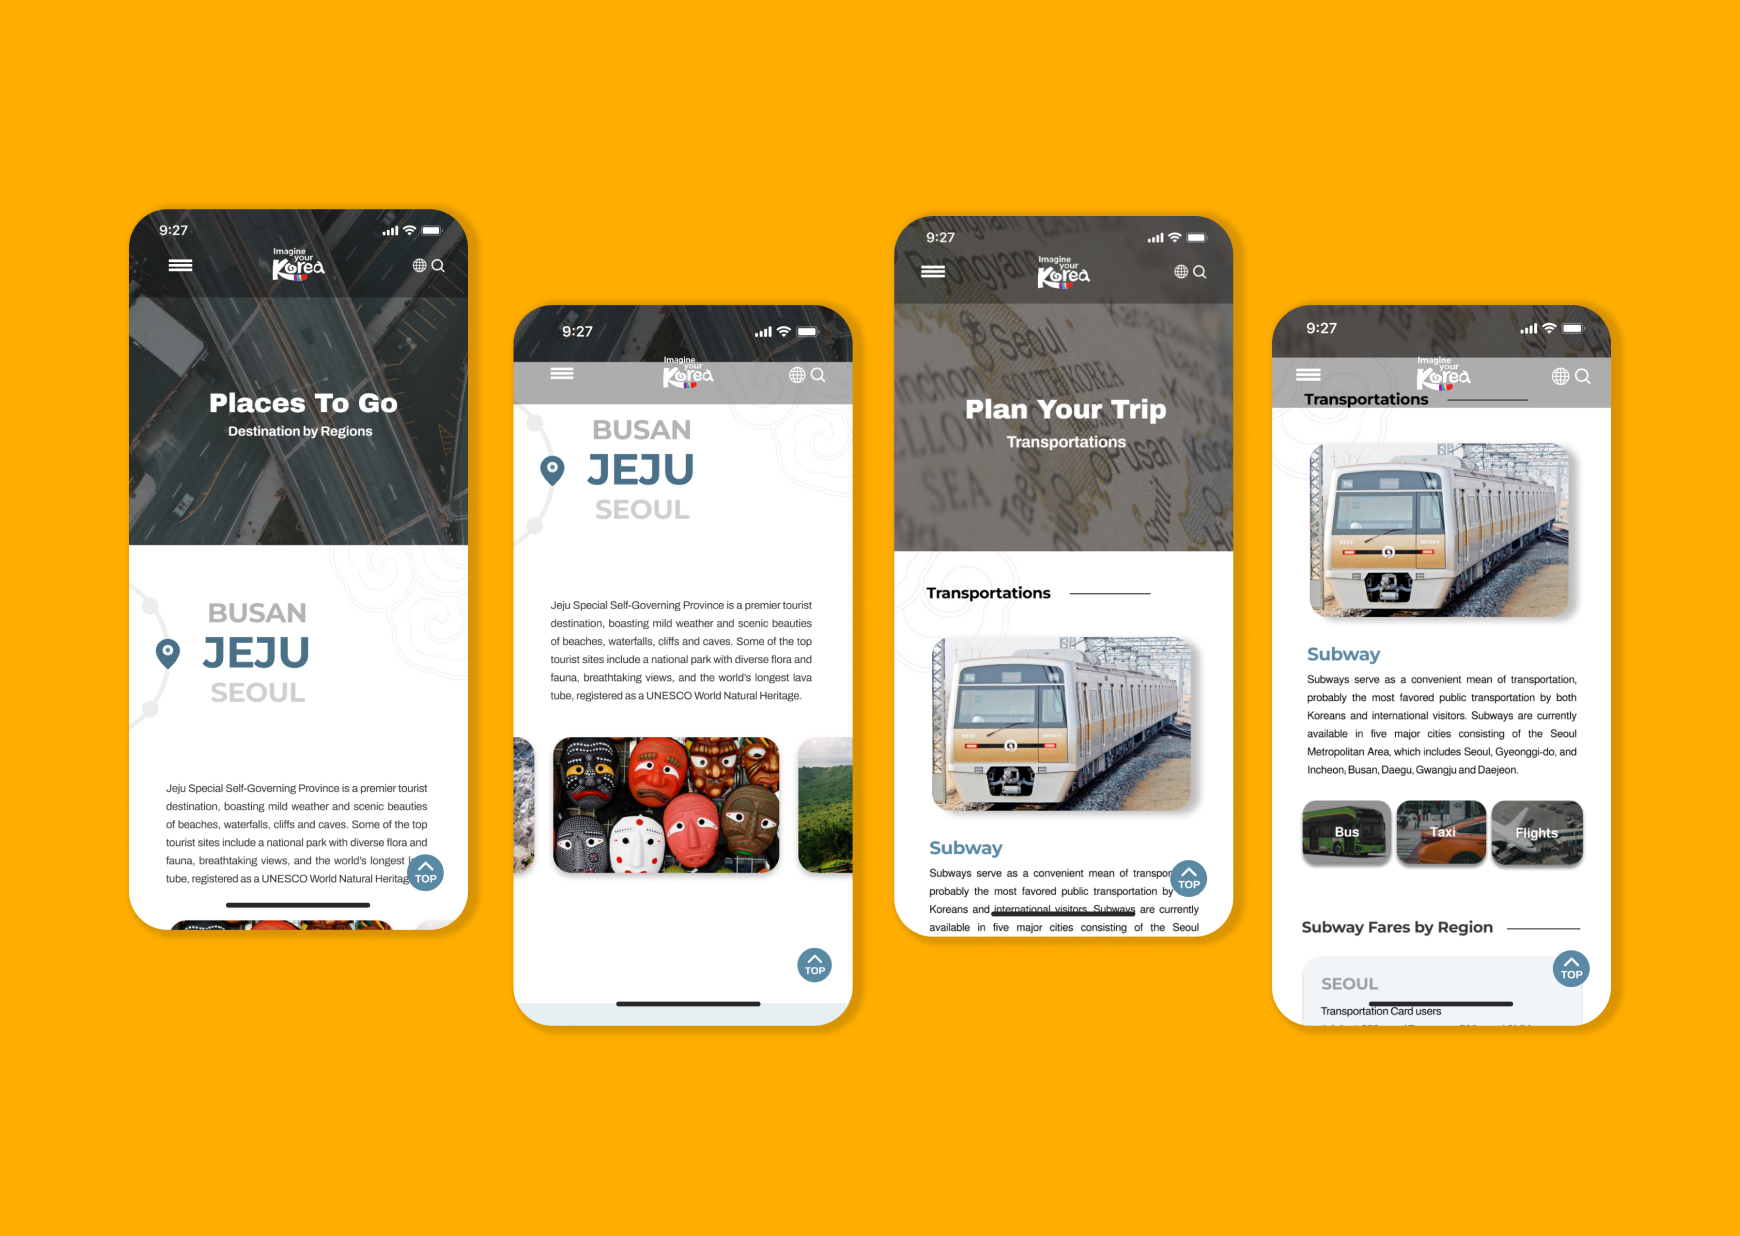 9:27
Imagine
your
Korea
Places To Go
Destination by Regions
BUSAN
JEJU
SEOUL
Jeju Special Self-Governing Province is a premier tourist
destination, boasting mild weather and scenic beauties
of beaches, waterfalls, cliffs and caves. Some of the top
tourist sites include a national park with diverse flora and
fauna, breathtaking views, and the world's longest
tube, registered as a UNESCO World Natural Heritag
TOP
9:27
Imagine
your
Korea
BUSAN
JEJU
SEOUL
Jeju Special Self-Governing Province is a premier tourist
destination, boasting mild weather and scenic beauties
of beaches, waterfalls, cliffs and caves. Some of the top
tourist sites include a national park with diverse flora and
fauna, breathtaking views, and the world's longest lava
tube, registered as a UNESCO World Natural Heritage.
TOP
9:27
Imagine
your
Korea
Pyongyang
Seoul
SOUTH KOREA
YELLOW
SEA
Pusan
Strait
Plan Your Trip
Transportations
Transportations
Subway
Subways serve as a convenient mean of transpor
probably the most favored public transportation by
Koreans and international visitors. Subways are currently
available in five major cities consisting of the Seoul
TOP
9:27
Imagine
your
Korea
Transportations
Subway
Subways serve as a convenient mean of transportation,
probably the most favored public transportation by both
Koreans and international visitors. Subways are currently
available in five major cities consisting of the Seoul
Metropolitan Area, which includes Seoul, Gyeonggi-do, and
Incheon; Busan, Daegu, Gwangju and Daejeon.
Bus
Taxi
Flights
Subway Fares by Region
SEOUL
Transportation Card users
TOP